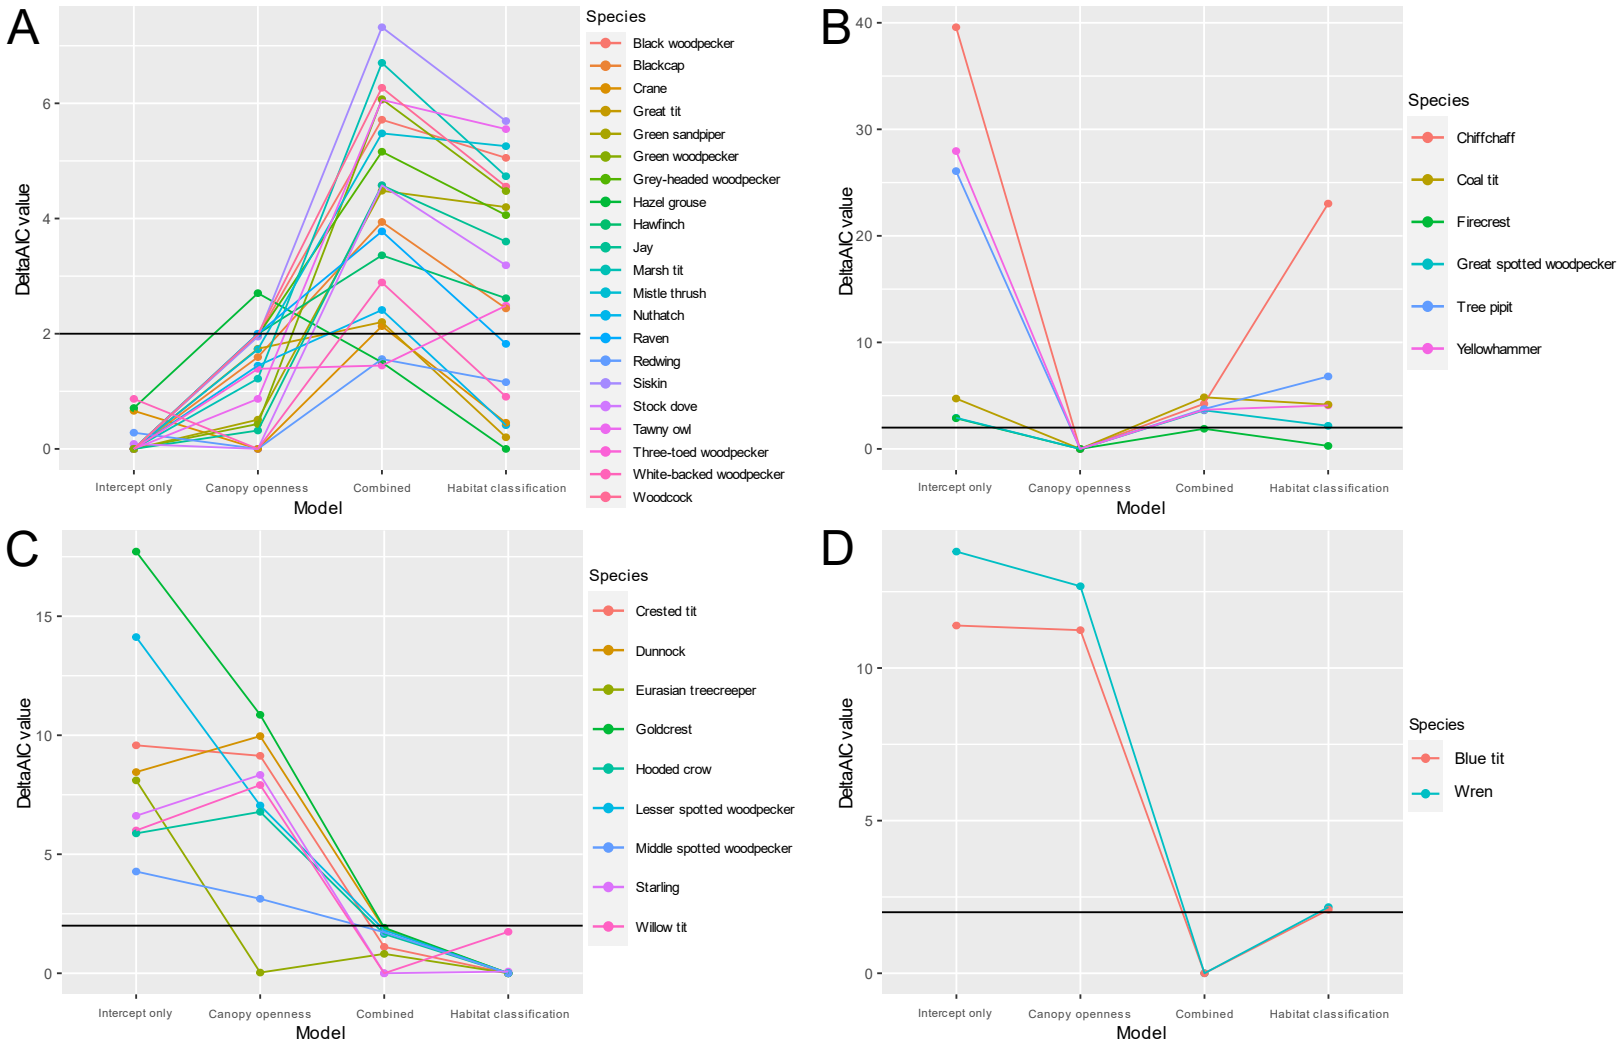 A
DeltaAIC value
6
4
2
0
Intercept only
Canopy openness
Combined
Habitat classification
Model
Species
Black woodpecker
Blackcap
Crane
Great tit
Green sandpiper
Green woodpecker
Grey-headed woodpecker
Hazel grouse
Hawfinch
Jay
Marsh tit
Mistle thrush
Nuthatch
Raven
Redwing
Siskin
Stock dove
Tawny owl
Three-toed woodpecker
White-backed woodpecker
Woodcock
B
DeltaAIC value
40
30
20
10
0
Intercept only
Canopy openness
Combined
Habitat classification
Model
Species
Chiffchaff
Coal tit
Firecrest
Great spotted woodpecker
Tree pipit
Yellowhammer
C
DeltaAIC value
15
10
5
0
Intercept only
Canopy openness
Combined
Habitat classification
Model
Species
Crested tit
Dunnock
Eurasian treecreeper
Goldcrest
Hooded crow
Lesser spotted woodpecker
Middle spotted woodpecker
Starling
Willow tit
D
DeltaAIC value
10
5
0
Intercept only
Canopy openness
Combined
Habitat classification
Model
Species
Blue tit
Wren